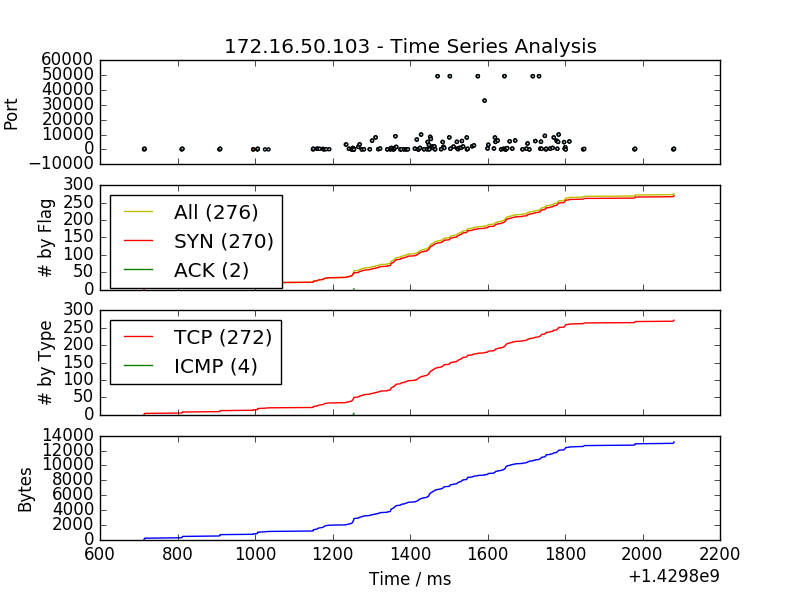 172.16.50.103 - Time Series Analysis
60000
50000
40000
30000
20000
10000
0
−10000
Port
300
250
200
150
100
50
0
# by Flag
All (276)
SYN (270)
ACK (2)
300
250
200
150
100
50
0
# by Type
TCP (272)
ICMP (4)
14000
12000
10000
8000
6000
4000
2000
0
Bytes
600 800 1000 1200 1400 1600 1800 2000 2200
Time / ms
+1.4298e9